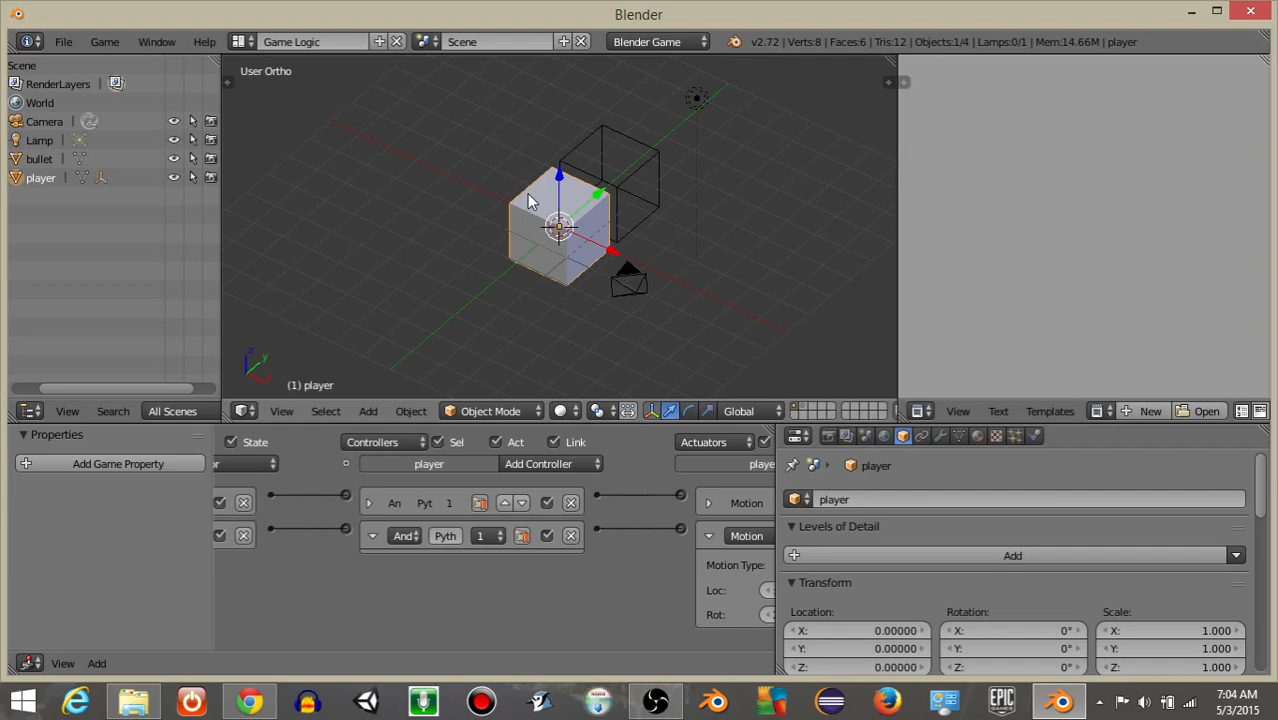 Blender
File Game Window Help Game Logic Scene Blender Game v2.72 | Verts:8 | Faces:6 | Tris:12 | Objects:1/4 | Lamps:0/1 | Mem:14.66M | player
Scene
RenderLayers
World
Camera
Lamp
bullet
player
User Ortho
z
y
x
(1) player
View Search All Scenes
View Select Add Object Object Mode Global
View Text Templates New Open
Properties
Add Game Property
or State
Controllers Sel Act Link
player Add Controller
An Pyt 1
And Pyth 1
Actuators
playe
Motion
Motion
Motion Type:
Loc:
Rot:
View Add
player
player
Levels of Detail
Add
Transform
Location: Rotation: Scale:
X: 0.00000 X: 0° X: 1.000
Y: 0.00000 Y: 0° Y: 1.000
Z: 0.00000 Z: 0° Z: 1.000
EPIC
GAMES
7:04 AM
5/3/2015